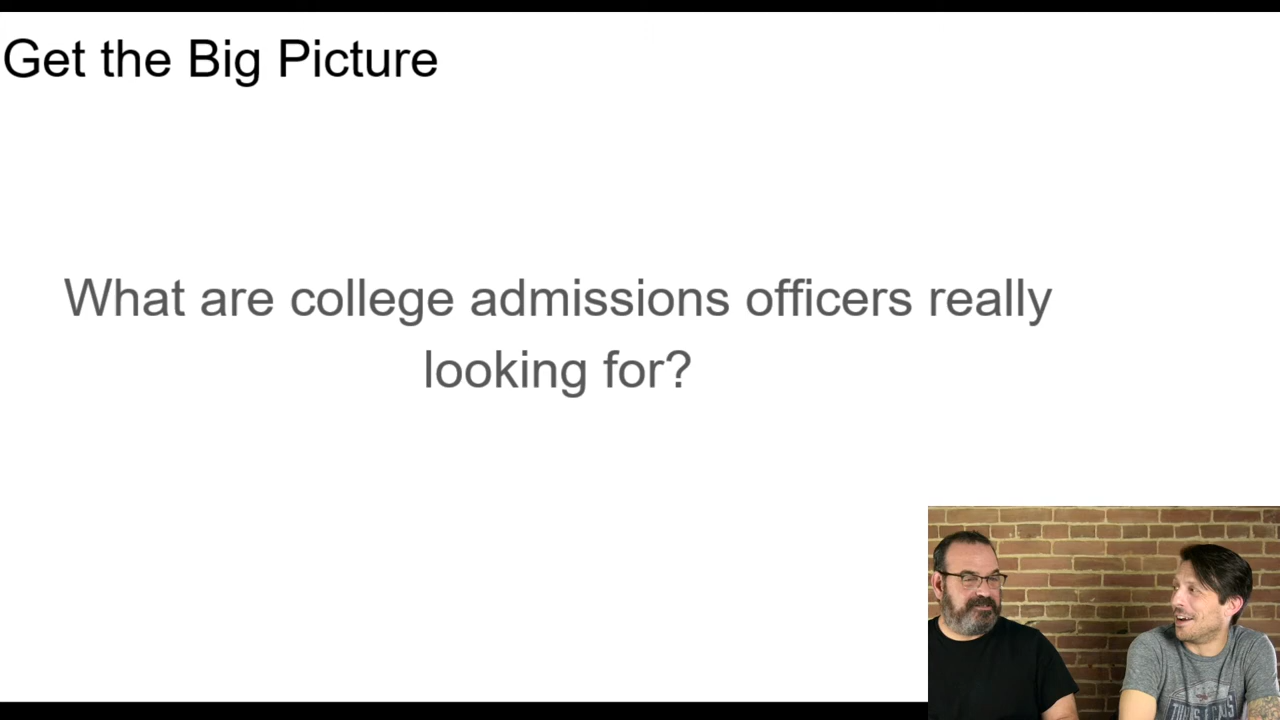 Get the Big Picture
What are college admissions officers really
looking for?